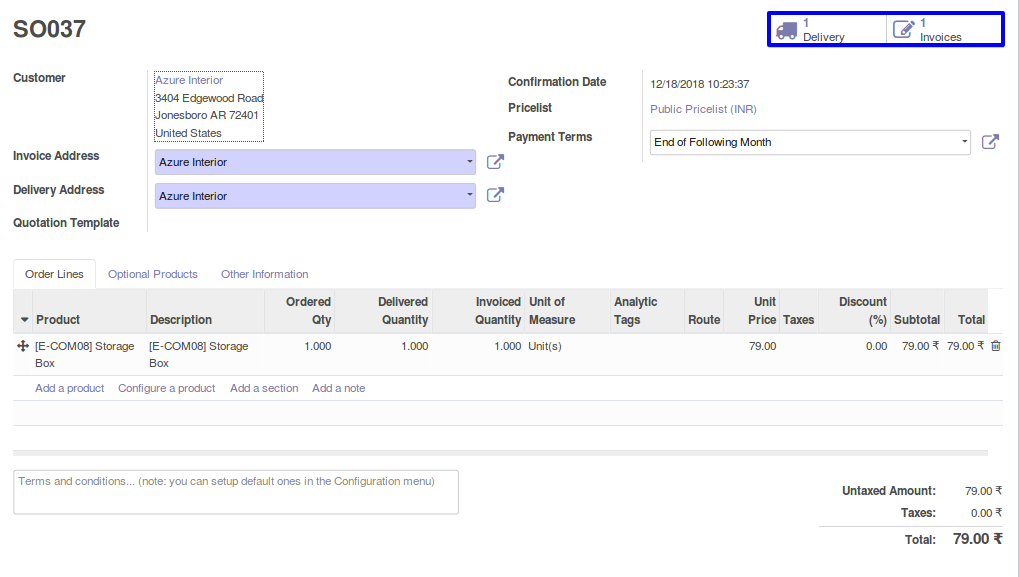 SO037
1
Delivery
1
Invoices
Customer
Azure Interior
3404 Edgewood Road
Jonesboro AR 72401
United States
Invoice Address
Azure Interior
Delivery Address
Azure Interior
Quotation Template
Confirmation Date
12/18/2018 10:23:37
Pricelist
Public Pricelist (INR)
Payment Terms
End of Following Month
Order Lines Optional Products Other Information
Product Description Ordered Qty Delivered Quantity Invoiced Quantity Unit of Measure Analytic Tags Route Unit Price Taxes Discount (%) Subtotal Total
[E-COM08] Storage Box [E-COM08] Storage Box 1.000 1.000 1.000 Unit(s) 79.00 0.00 79.00 ₹ 79.00 ₹
Add a product Configure a product Add a section Add a note
Terms and conditions... (note: you can setup default ones in the Configuration menu)
Untaxed Amount: 79.00 ₹
Taxes: 0.00 ₹
Total: 79.00 ₹